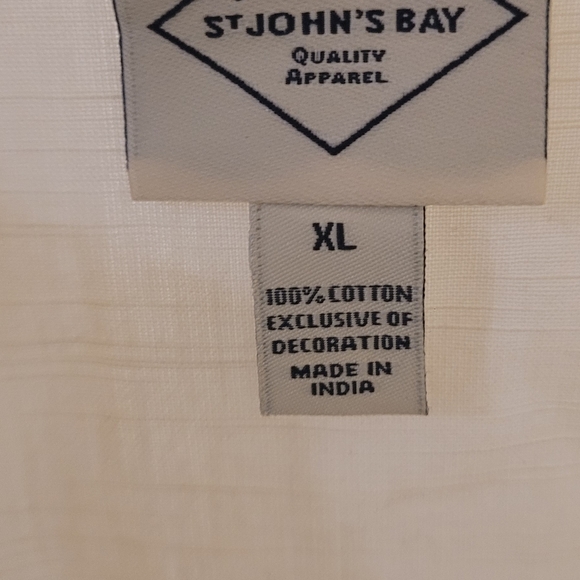 ST JOHN'S BAY
QUALITY
APPAREL
XL
100% COTTON
EXCLUSIVE OF
DECORATION
MADE IN
INDIA